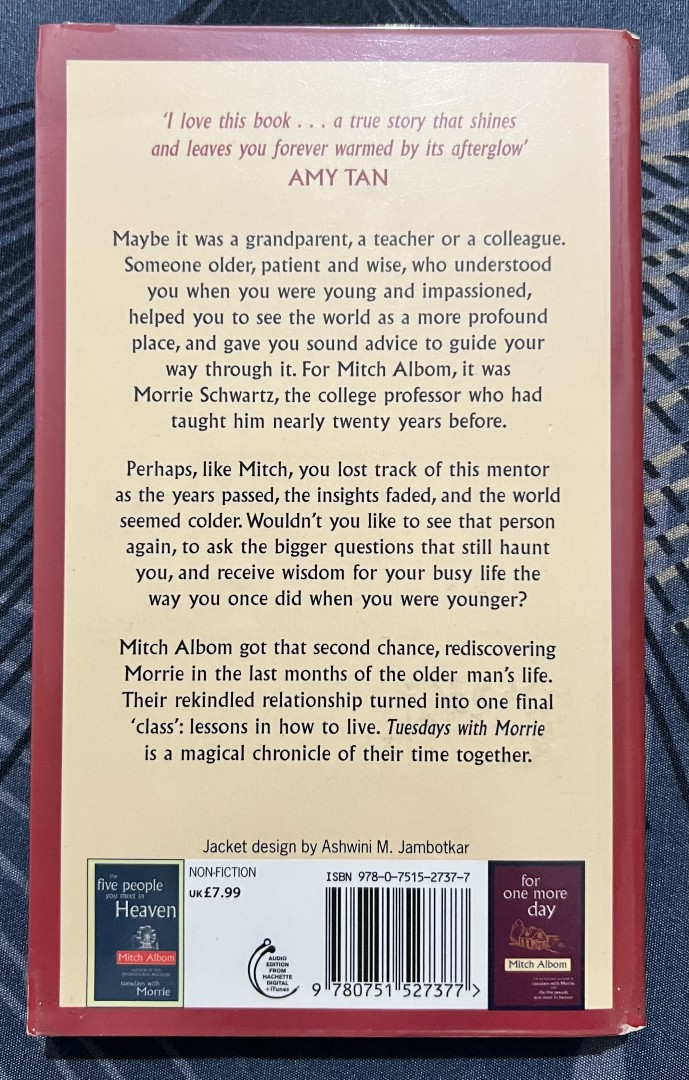 ‘I love this book . . . a true story that shines
and leaves you forever warmed by its afterglow’
AMY TAN
Maybe it was a grandparent, a teacher or a colleague.
Someone older, patient and wise, who understood
you when you were young and impassioned,
helped you to see the world as a more profound
place, and gave you sound advice to guide your
way through it. For Mitch Albom, it was
Morrie Schwartz, the college professor who had
taught him nearly twenty years before.
Perhaps, like Mitch, you lost track of this mentor
as the years passed, the insights faded, and the world
seemed colder. Wouldn’t you like to see that person
again, to ask the bigger questions that still haunt
you, and receive wisdom for your busy life the
way you once did when you were younger?
Mitch Albom got that second chance, rediscovering
Morrie in the last months of the older man’s life.
Their rekindled relationship turned into one final
‘class’: lessons in how to live. Tuesdays with Morrie
is a magical chronicle of their time together.
Jacket design by Ashwini M. Jambotkar
the
five people
you meet in
Heaven
Mitch Albom
tuesdays with
Morrie
NON-FICTION
UK £7.99
AUDIO
EDITION
FROM
HACHETTE
DIGITAL
+iTunes
ISBN 978-0-7515-2737-7
9 780751 527377 >
for
one more
day
Mitch Albom